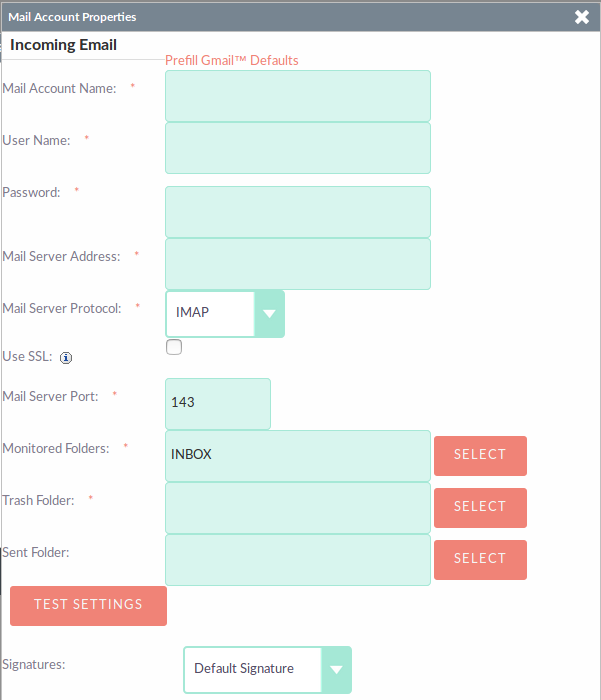 Mail Account Properties
Incoming Email
Prefill Gmail™ Defaults
Mail Account Name: *
User Name: *
Password: *
Mail Server Address: *
Mail Server Protocol: * IMAP
Use SSL: i
Mail Server Port: * 143
Monitored Folders: * INBOX SELECT
Trash Folder: * SELECT
Sent Folder: SELECT
TEST SETTINGS
Signatures: Default Signature